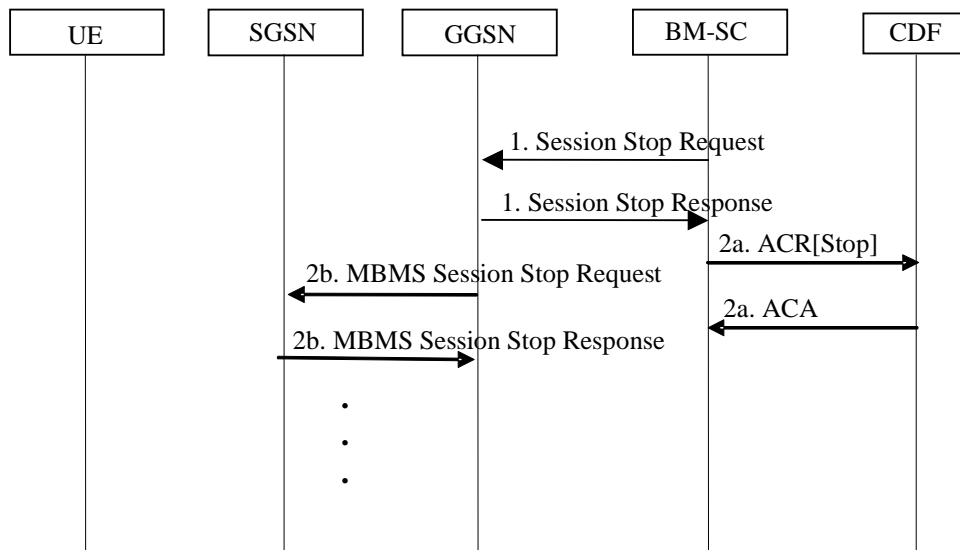 UE
SGSN
GGSN
BM-SC
CDF
1. Session Stop Request
1. Session Stop Response
2a. ACR[Stop]
2b. MBMS Session Stop Request
2a. ACA
2b. MBMS Session Stop Response